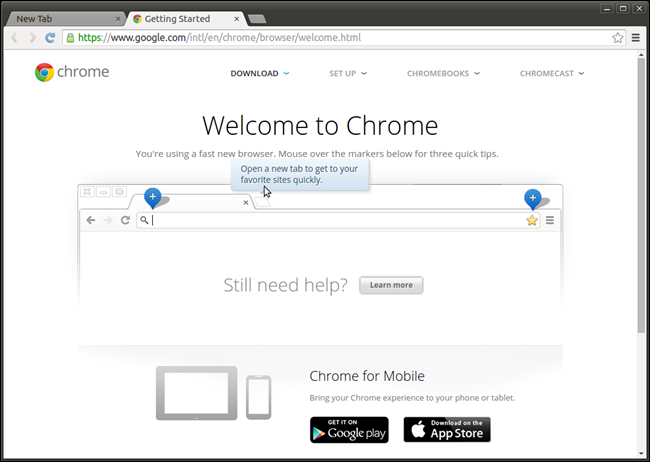 New Tab
Getting Started
https://www.google.com/intl/en/chrome/browser/welcome.html
chrome
DOWNLOAD
SET UP
CHROMEBOOKS
CHROMECAST
Welcome to Chrome
You're using a fast new browser. Mouse over the markers below for three quick tips.
Open a new tab to get to your
favorite sites quickly.
Still need help?
Learn more
Chrome for Mobile
Bring your Chrome experience to your phone or tablet.
GET IT ON
Google play
Download on the
App Store